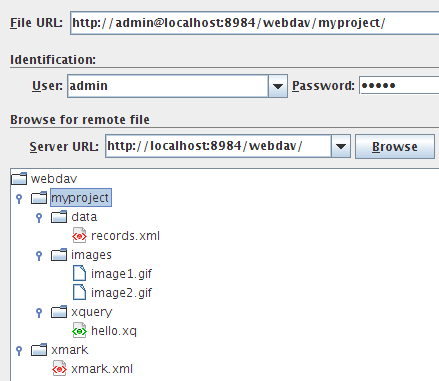 File URL: http://admin@localhost:8984/webdav/myproject/
Identification:
User: admin Password: •••••
Browse for remote file
Server URL: http://localhost:8984/webdav/ Browse
webdav
myproject
data
records.xml
images
image1.gif
image2.gif
xquery
hello.xq
xmark
xmark.xml